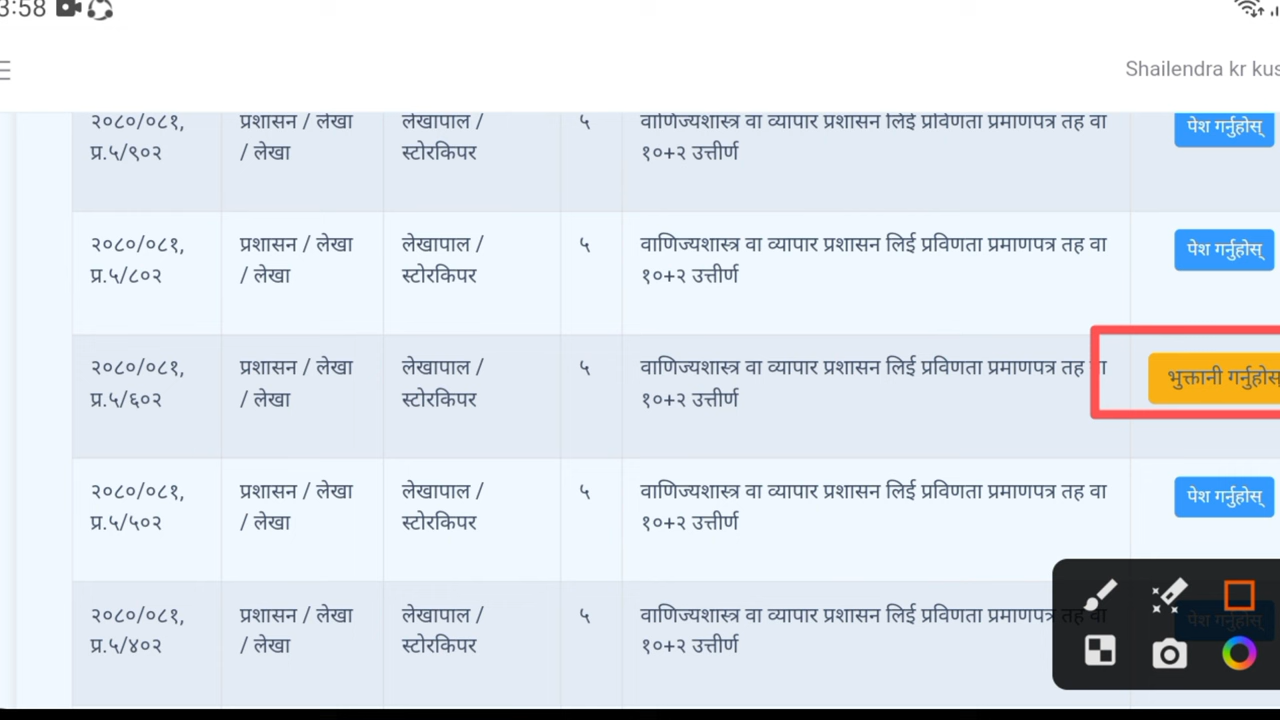 3:58
Shailendra kr kus
२०८०/०८१, प्रशासन / लेखा लेखापाल / ५ वाणिज्यशास्त्र वा व्यापार प्रशासन लिई प्रविणता प्रमाणपत्र तह वा पेश गर्नुहोस्
प्र.५/९०२ / लेखा स्टोरकिपर १०+२ उत्तीर्ण
२०८०/०८१, प्रशासन / लेखा लेखापाल / ५ वाणिज्यशास्त्र वा व्यापार प्रशासन लिई प्रविणता प्रमाणपत्र तह वा पेश गर्नुहोस्
प्र.५/८०२ / लेखा स्टोरकिपर १०+२ उत्तीर्ण
२०८०/०८१, प्रशासन / लेखा लेखापाल / ५ वाणिज्यशास्त्र वा व्यापार प्रशासन लिई प्रविणता प्रमाणपत्र तह वा भुक्तानी गर्नुहोस्
प्र.५/६०२ / लेखा स्टोरकिपर १०+२ उत्तीर्ण
२०८०/०८१, प्रशासन / लेखा लेखापाल / ५ वाणिज्यशास्त्र वा व्यापार प्रशासन लिई प्रविणता प्रमाणपत्र तह वा पेश गर्नुहोस्
प्र.५/५०२ / लेखा स्टोरकिपर १०+२ उत्तीर्ण
२०८०/०८१, प्रशासन / लेखा लेखापाल / ५ वाणिज्यशास्त्र वा व्यापार प्रशासन लिई प्रविणता प्रमाणपत्र तह वा पेश गर्नुहोस्
प्र.५/४०२ / लेखा स्टोरकिपर १०+२ उत्तीर्ण